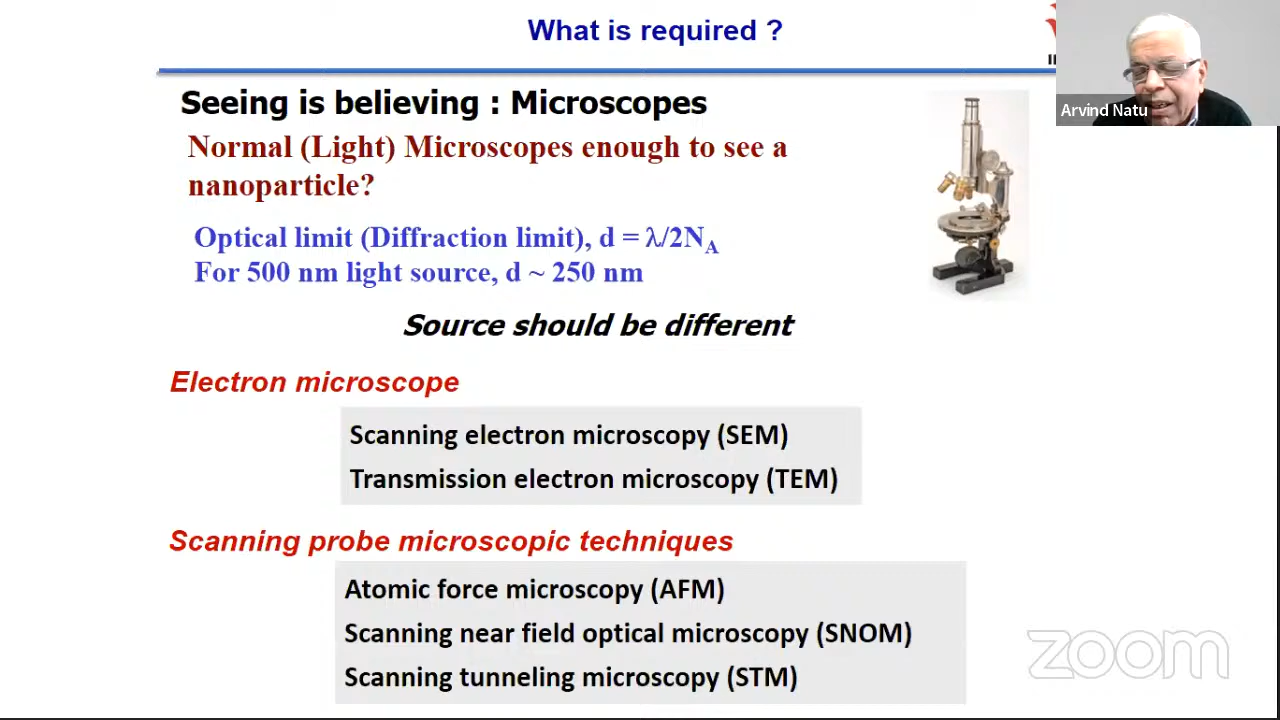 What is required ?
Arvind Natu
Seeing is believing : Microscopes
Normal (Light) Microscopes enough to see a
nanoparticle?
Optical limit (Diffraction limit), d = λ/2N_A
For 500 nm light source, d ~ 250 nm
Source should be different
Electron microscope
Scanning electron microscopy (SEM)
Transmission electron microscopy (TEM)
Scanning probe microscopic techniques
Atomic force microscopy (AFM)
Scanning near field optical microscopy (SNOM)
Scanning tunneling microscopy (STM)
zoom